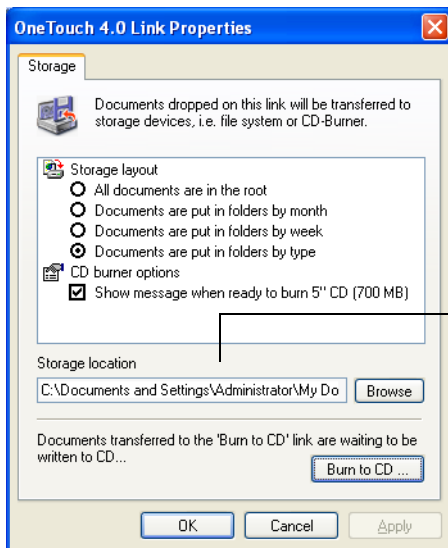 OneTouch 4.0 Link Properties
Storage
Documents dropped on this link will be transferred to
storage devices, i.e. file system or CD-Burner.
Storage layout
All documents are in the root
Documents are put in folders by month
Documents are put in folders by week
Documents are put in folders by type
CD burner options
Show message when ready to burn 5" CD (700 MB)
Storage location
C:\Documents and Settings\Administrator\My Do
Browse
Documents transferred to the 'Burn to CD' link are waiting to be
written to CD...
Burn to CD ...
OK Cancel Apply